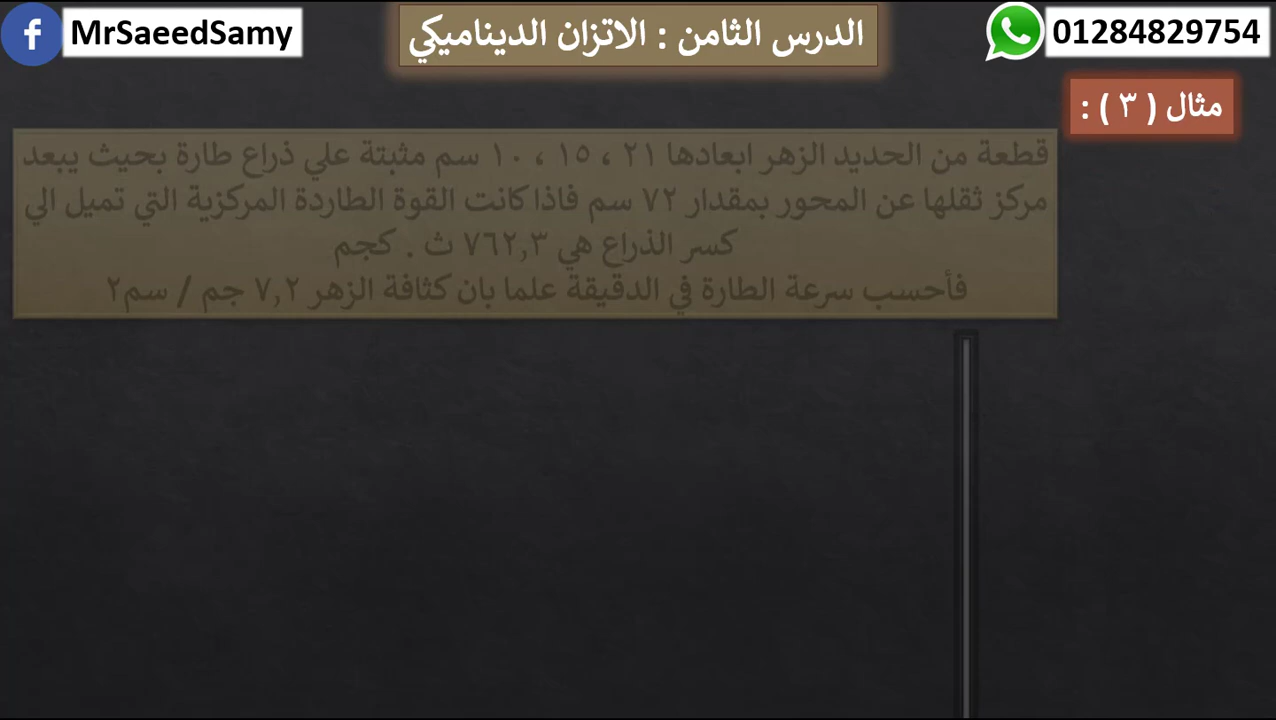 MrSaeedSamy
الدرس الثامن : الاتزان الديناميكي
01284829754
مثال ( ٣ ) :
قطعة من الحديد الزهر ابعادها ٢١ ، ١٥ ، ١٠ سم مثبتة علي ذراع طارة بحيث يبعد
مركز ثقلها عن المحور بمقدار ٧٢ سم فاذا كانت القوة الطاردة المركزية التي تميل الي
كسر الذراع هي ٧٦٢,٣ ث . كجم
فأحسب سرعة الطارة في الدقيقة علما بان كثافة الزهر ٧,٢ جم / سم٢